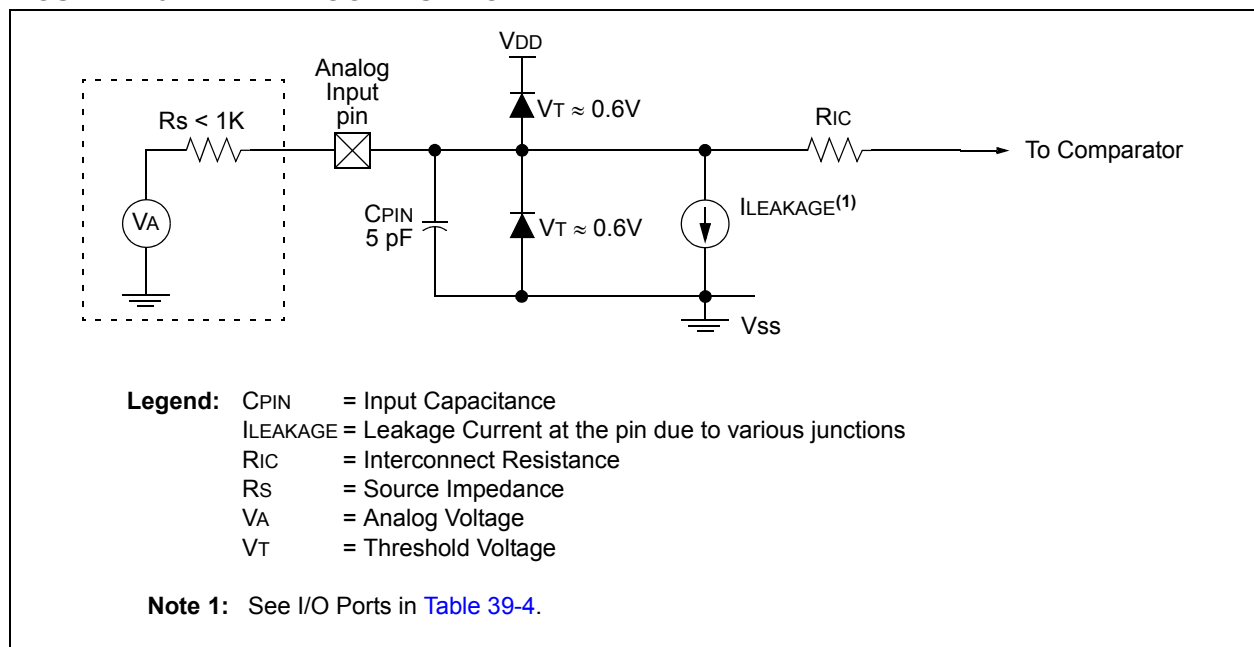 VDD
Analog
Input
pin
Rs < 1K
VT ≈ 0.6V
RIC
To Comparator
VA
CPIN
5 pF
VT ≈ 0.6V
ILEAKAGE(1)
Vss
Legend: CPIN = Input Capacitance
ILEAKAGE = Leakage Current at the pin due to various junctions
RIC = Interconnect Resistance
RS = Source Impedance
VA = Analog Voltage
VT = Threshold Voltage
Note 1: See I/O Ports in Table 39-4.